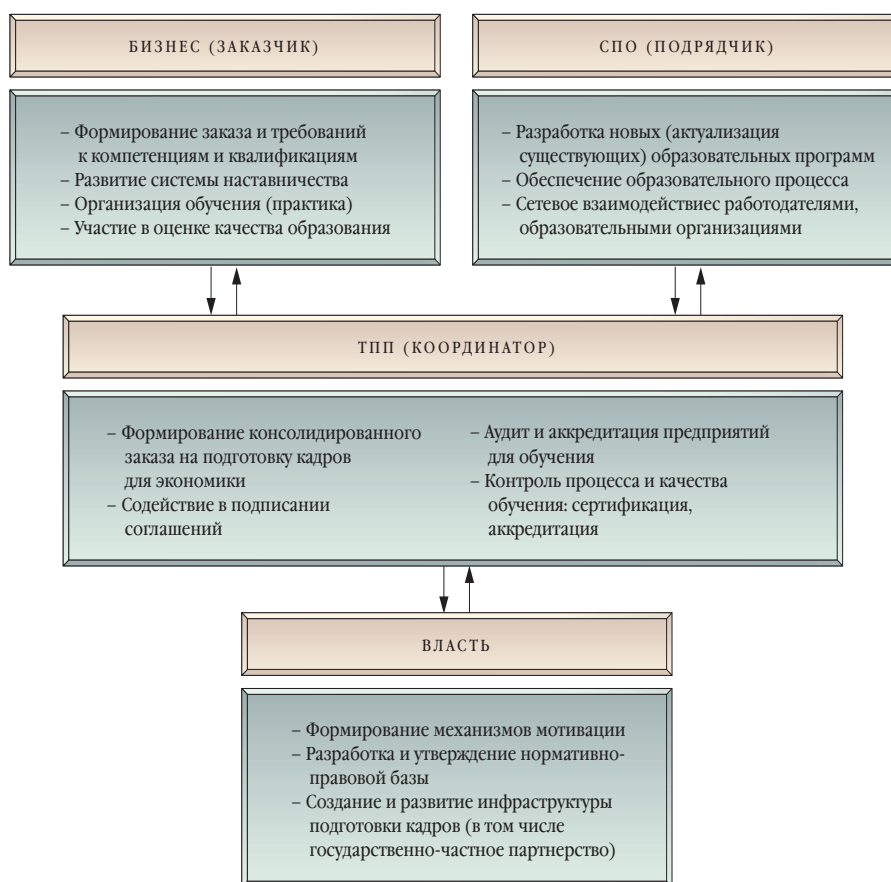 БИЗНЕС (ЗАКАЗЧИК)
– Формирование заказа и требований
к компетенциям и квалификациям
– Развитие системы наставничества
– Организация обучения (практика)
– Участие в оценке качества образования
СПО (ПОДРЯДЧИК)
– Разработка новых (актуализация
существующих) образовательных программ
– Обеспечение образовательного процесса
– Сетевое взаимодействиес работодателями,
образовательными организациями
ТПП (КООРДИНАТОР)
– Формирование консолидированного
заказа на подготовку кадров
для экономики
– Содействие в подписании
соглашений
– Аудит и аккредитация предприятий
для обучения
– Контроль процесса и качества
обучения: сертификация,
аккредитация
ВЛАСТЬ
– Формирование механизмов мотивации
– Разработка и утверждение нормативно-
правовой базы
– Создание и развитие инфраструктуры
подготовки кадров (в том числе
государственно-частное партнерство)